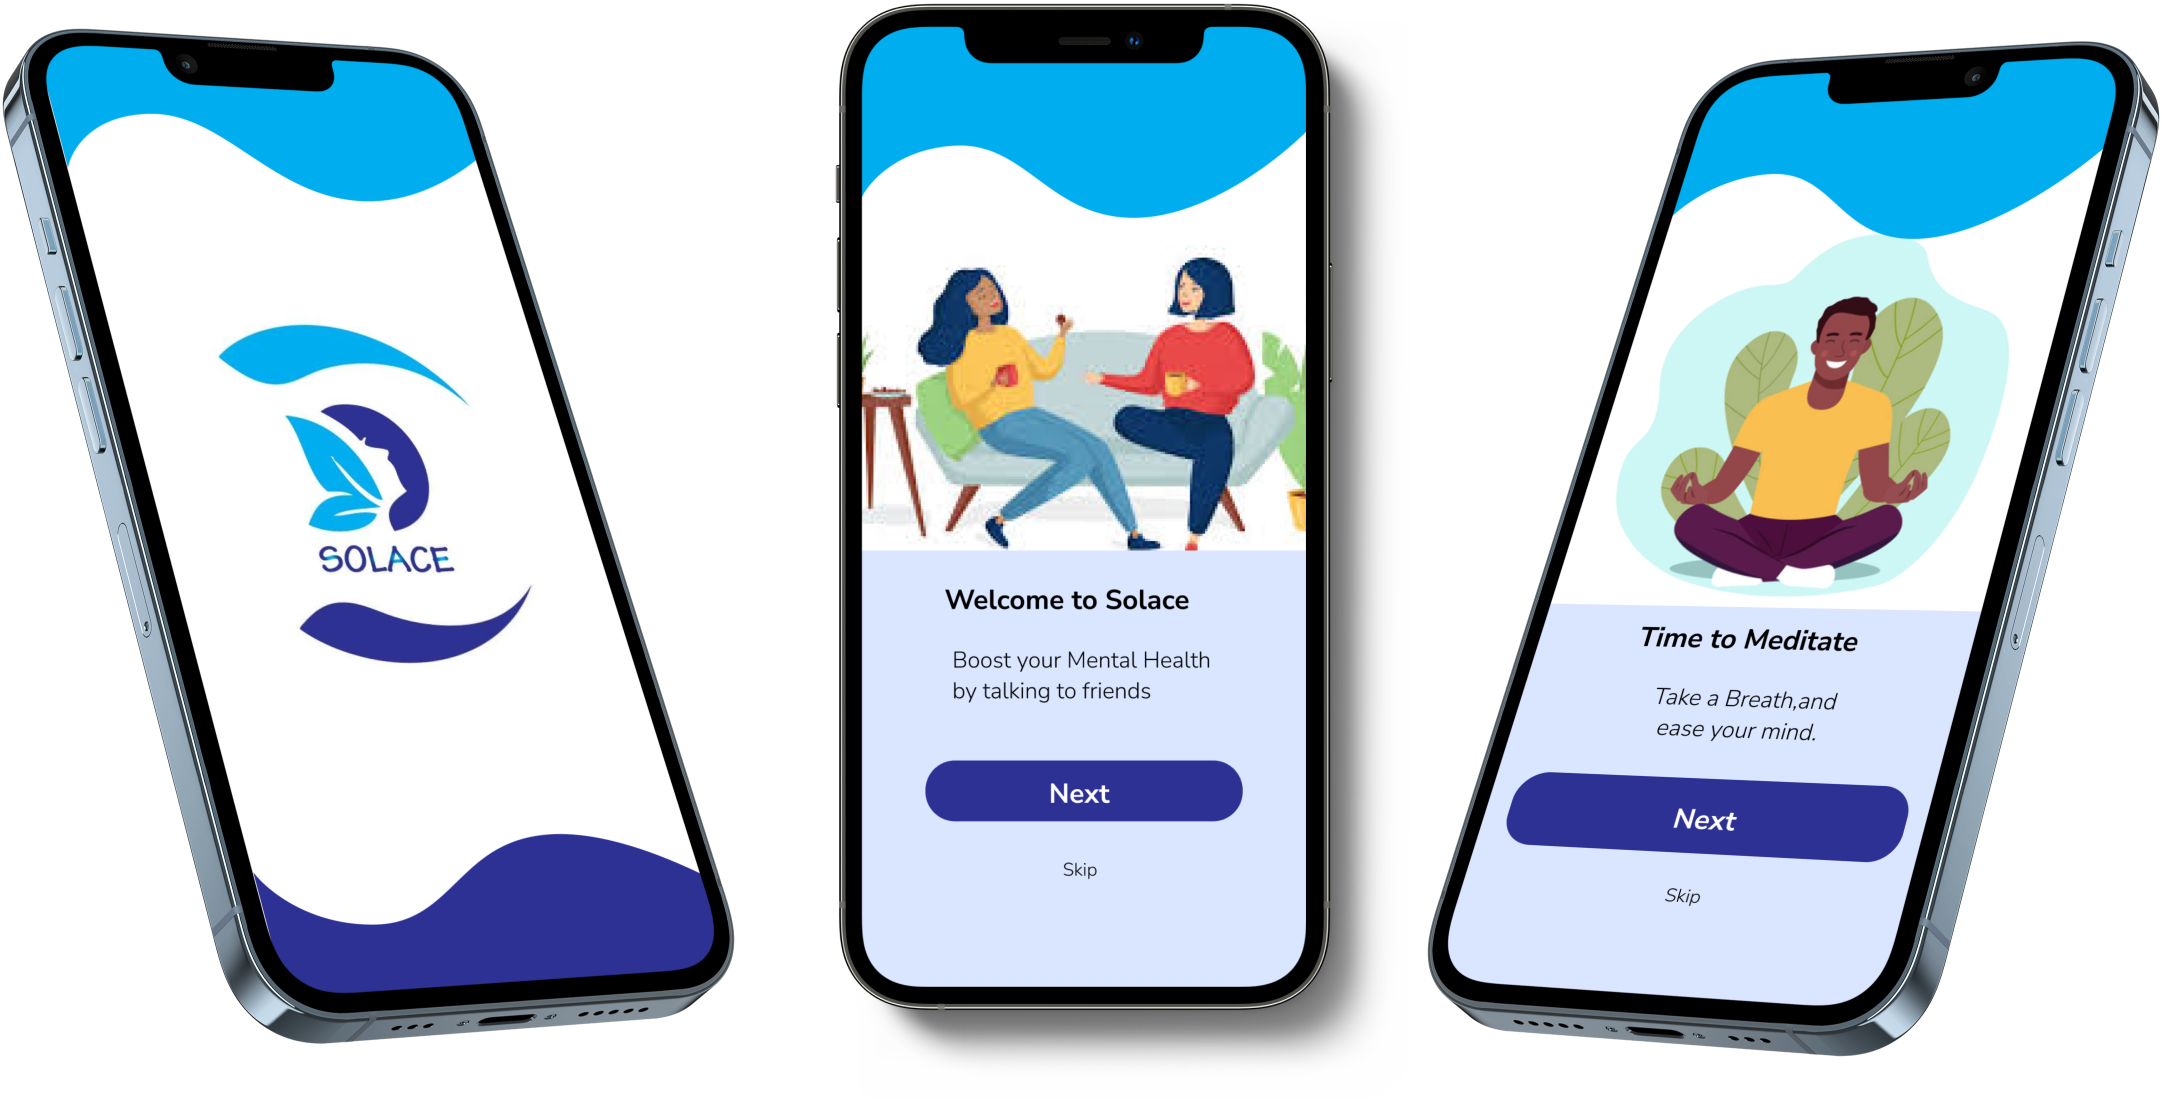 SOLACE
Welcome to Solace
Boost your Mental Health
by talking to friends
Next
Skip
Time to Meditate
Take a Breath,and
ease your mind.
Next
Skip